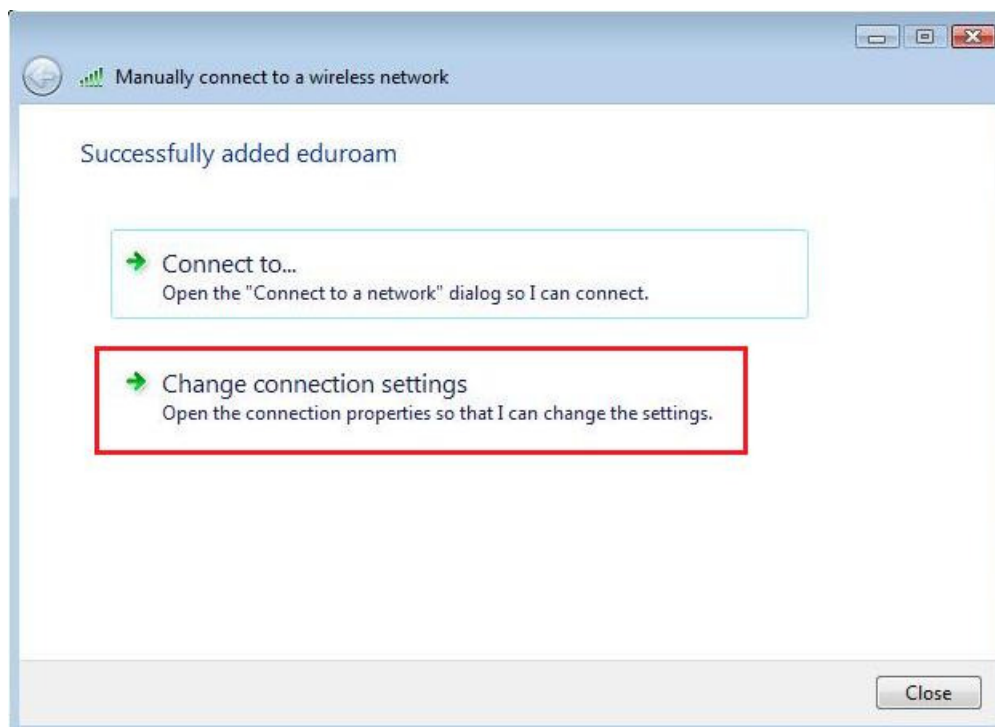 Manually connect to a wireless network
Successfully added eduroam
Connect to...
Open the "Connect to a network" dialog so I can connect.
Change connection settings
Open the connection properties so that I can change the settings.
Close